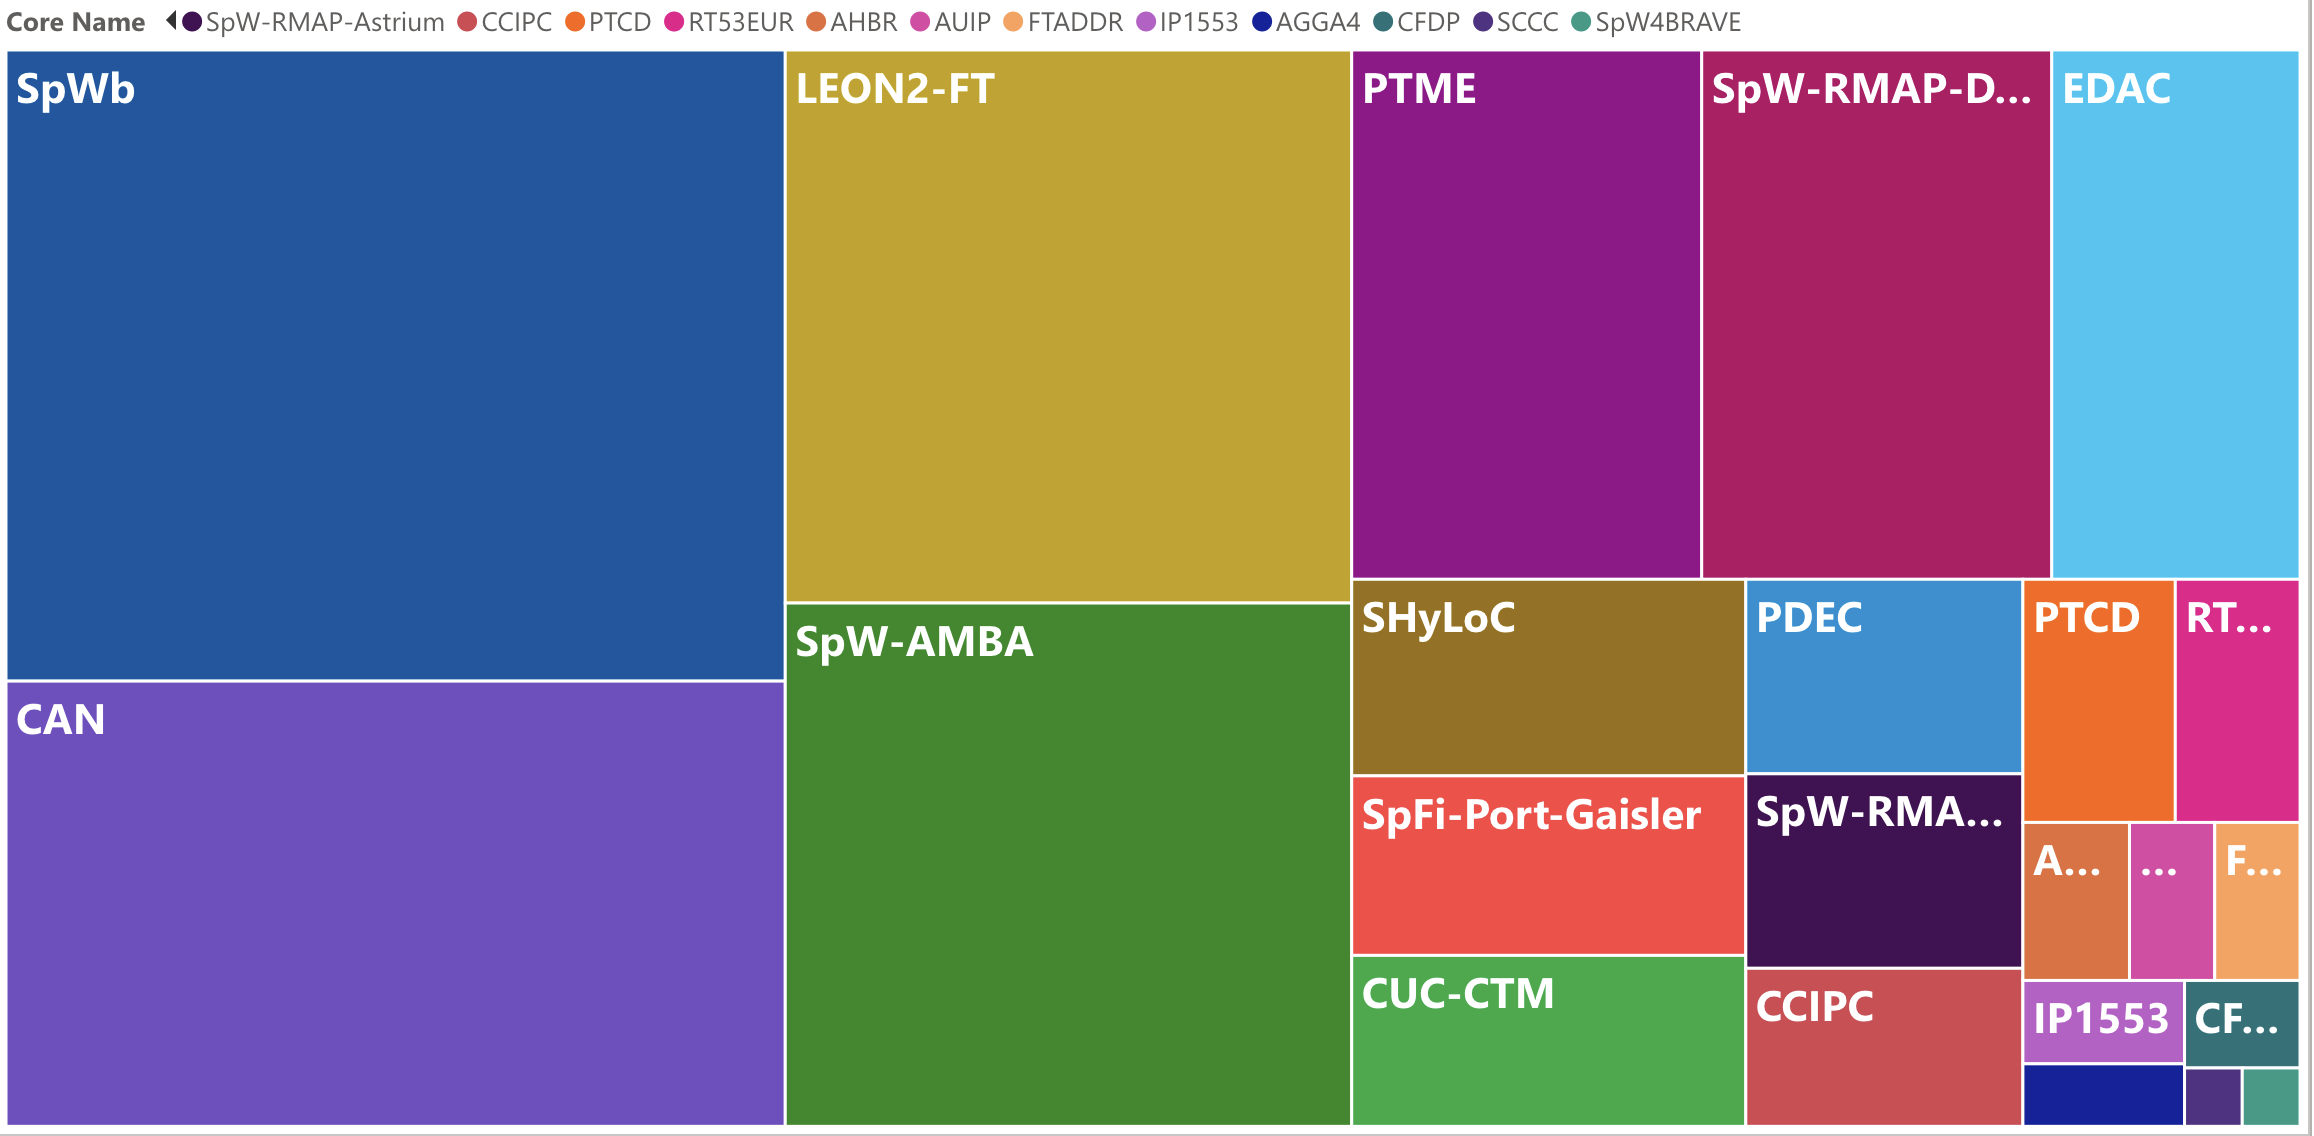 Core Name SpW-RMAP-Astrium CCIPC PTCD RT53EUR AHBR AUIP FTADDR IP1553 AGGA4 CFDP SCCC SpW4BRAVE
SpWb
LEON2-FT
PTME
SpW-RMAP-D...
EDAC
CAN
SpW-AMBA
SHyLoC
PDEC
PTCD
RT...
SpFi-Port-Gaisler
SpW-RMA...
A...
...
F...
CUC-CTM
CCIPC
IP1553
CF...